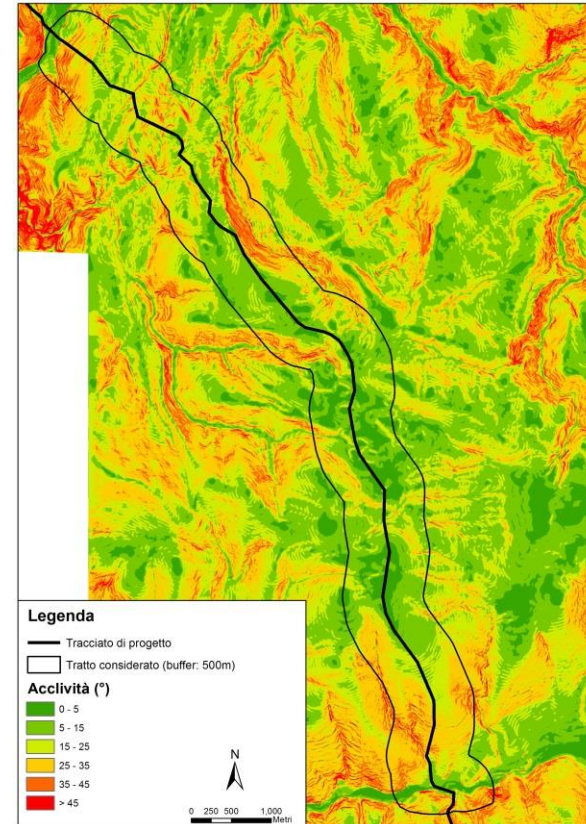 Legenda
Tracciato di progetto
Tratto considerato (buffer: 500m)
Acclività (°)
0 - 5
5 - 15
15 - 25
25 - 35
35 - 45
> 45
N
0 250 500 1,000
Metri